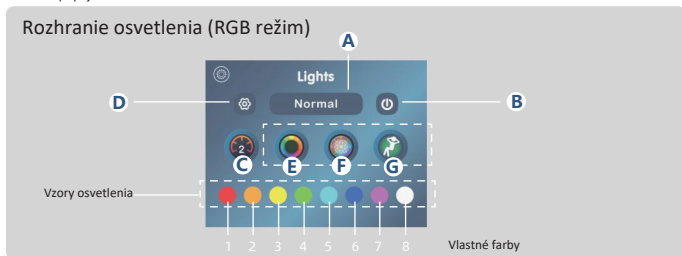 Rozhranie osvetlenia (RGB režim)
A
Lights
D
Normal
B
2
C
E
F
G
Vzory osvetlenia
1 2 3 4 5 6 7 8
Vlastné farby